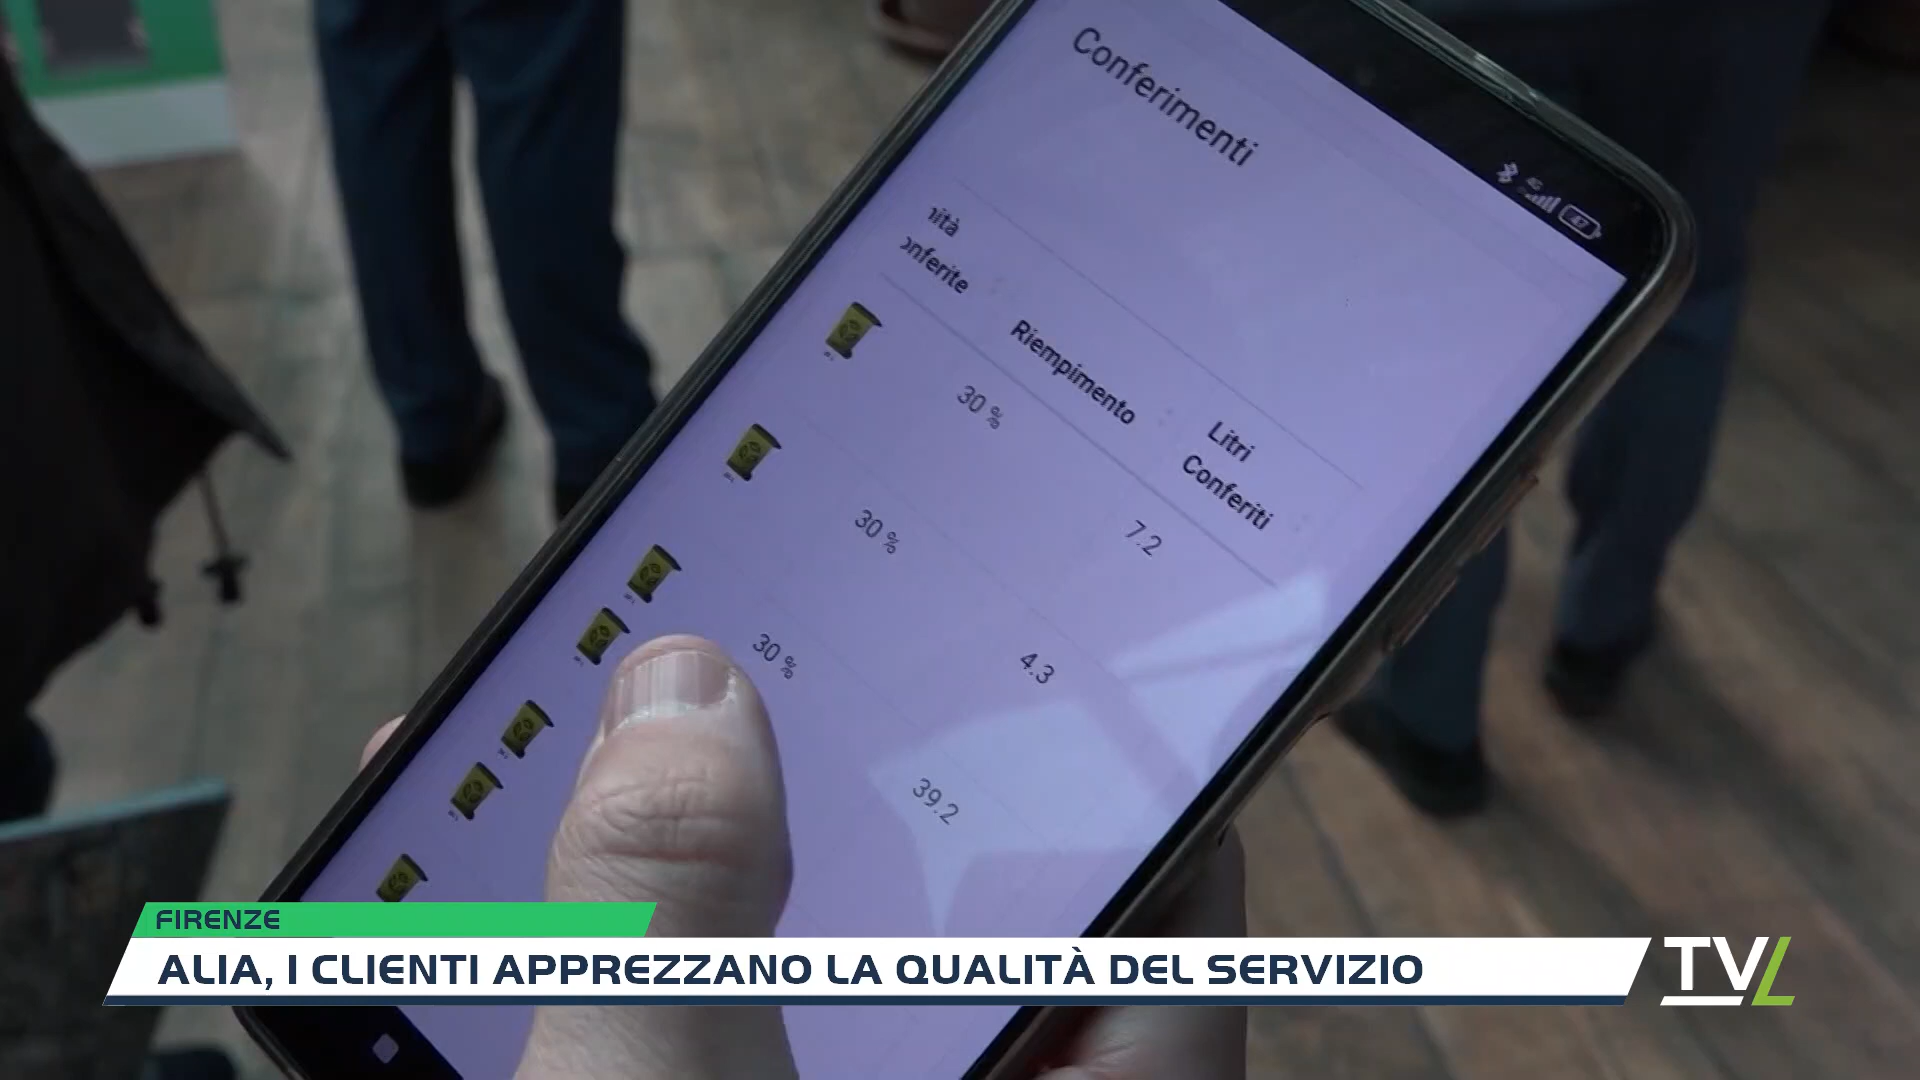 Conferimenti
nità
onferite
Riempimento
Litri
Conferiti
30 %
7.2
30 %
4.3
30 %
39.2
47
FIRENZE
ALIA, I CLIENTI APPREZZANO LA QUALITÀ DEL SERVIZIO
TVL